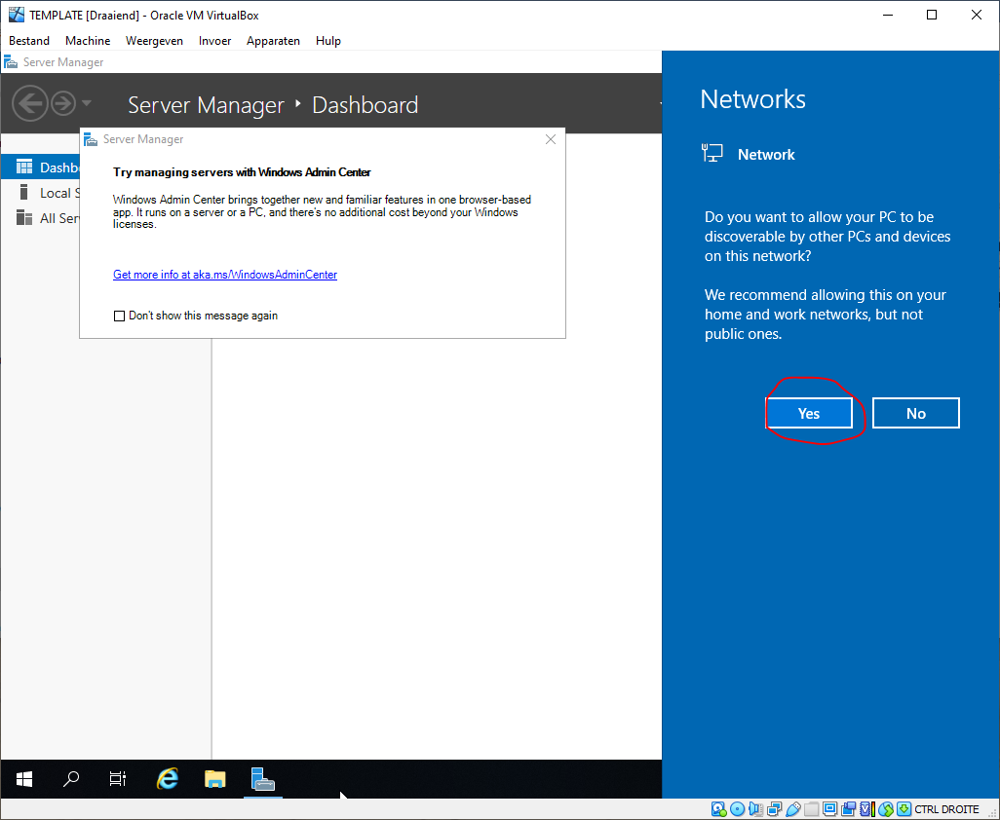 TEMPLATE [Draaiend] - Oracle VM VirtualBox
Bestand Machine Weergeven Invoer Apparaten Hulp
Server Manager
Server Manager Dashboard
Server Manager
Try managing servers with Windows Admin Center
Windows Admin Center brings together new and familiar features in one browser-based
app. It runs on a server or a PC, and there's no additional cost beyond your Windows
licenses.
Get more info at aka.ms/WindowsAdminCenter
Don't show this message again
Dashb
Local S
All Ser
Networks
Network
Do you want to allow your PC to be
discoverable by other PCs and devices
on this network?
We recommend allowing this on your
home and work networks, but not
public ones.
Yes No
CTRL DROITE